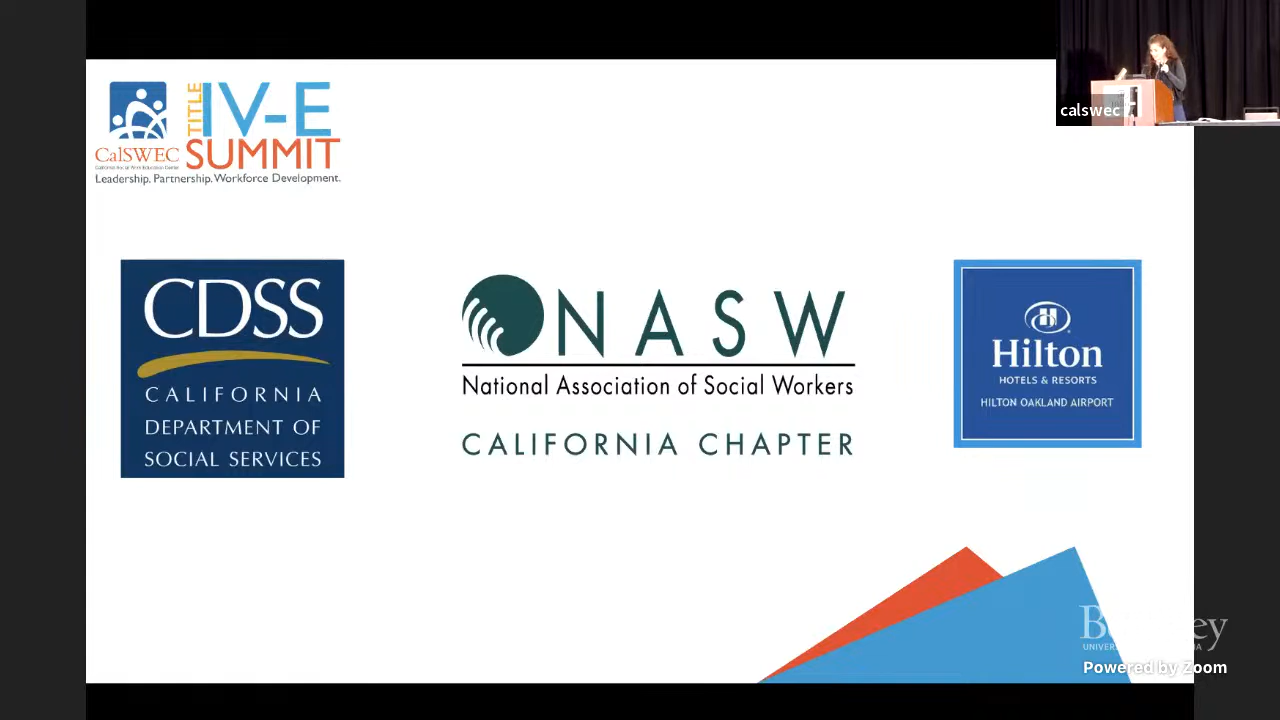 TITLE IV-E
CalSWEC SUMMIT
Leadership. Partnership. Workforce Development.
calswec
CDSS
CALIFORNIA
DEPARTMENT OF
SOCIAL SERVICES
NASW
National Association of Social Workers
CALIFORNIA CHAPTER
Hilton
HOTELS & RESORTS
HILTON OAKLAND AIRPORT
Powered by Zoom